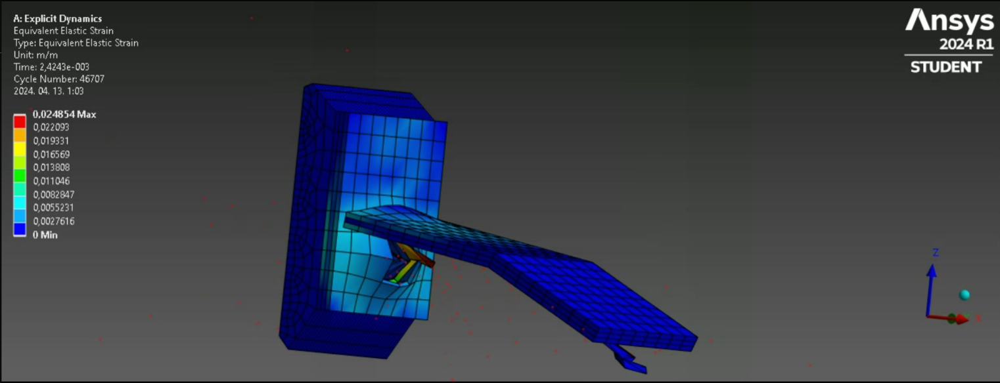 A: Explicit Dynamics
Equivalent Elastic Strain
Type: Equivalent Elastic Strain
Unit: m/m
Time: 2,4243e-003
Cycle Number: 46707
2024. 04. 13. 1:03
0,024854 Max
0,022093
0,019331
0,016569
0,013808
0,011046
0,0082847
0,0055231
0,0027616
0 Min
Ansys
2024 R1
STUDENT
Z
X